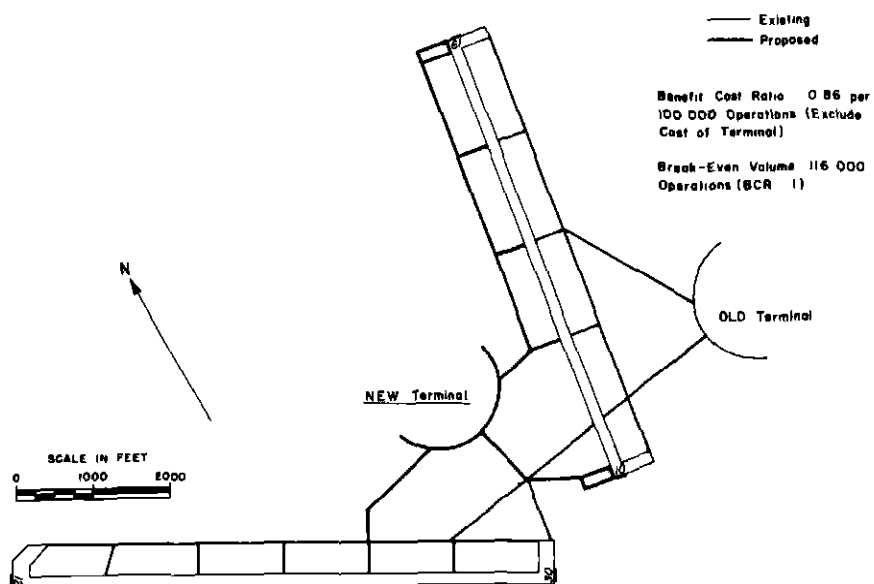 Existing
Proposed
Benefit Cost Ratio 0 86 per
100 000 Operations (Exclude
Cost of Terminal)
Break-Even Volume 116 000
Operations (BCR 1)
N
OLD Terminal
NEW Terminal
SCALE IN FEET
0 1000 2000